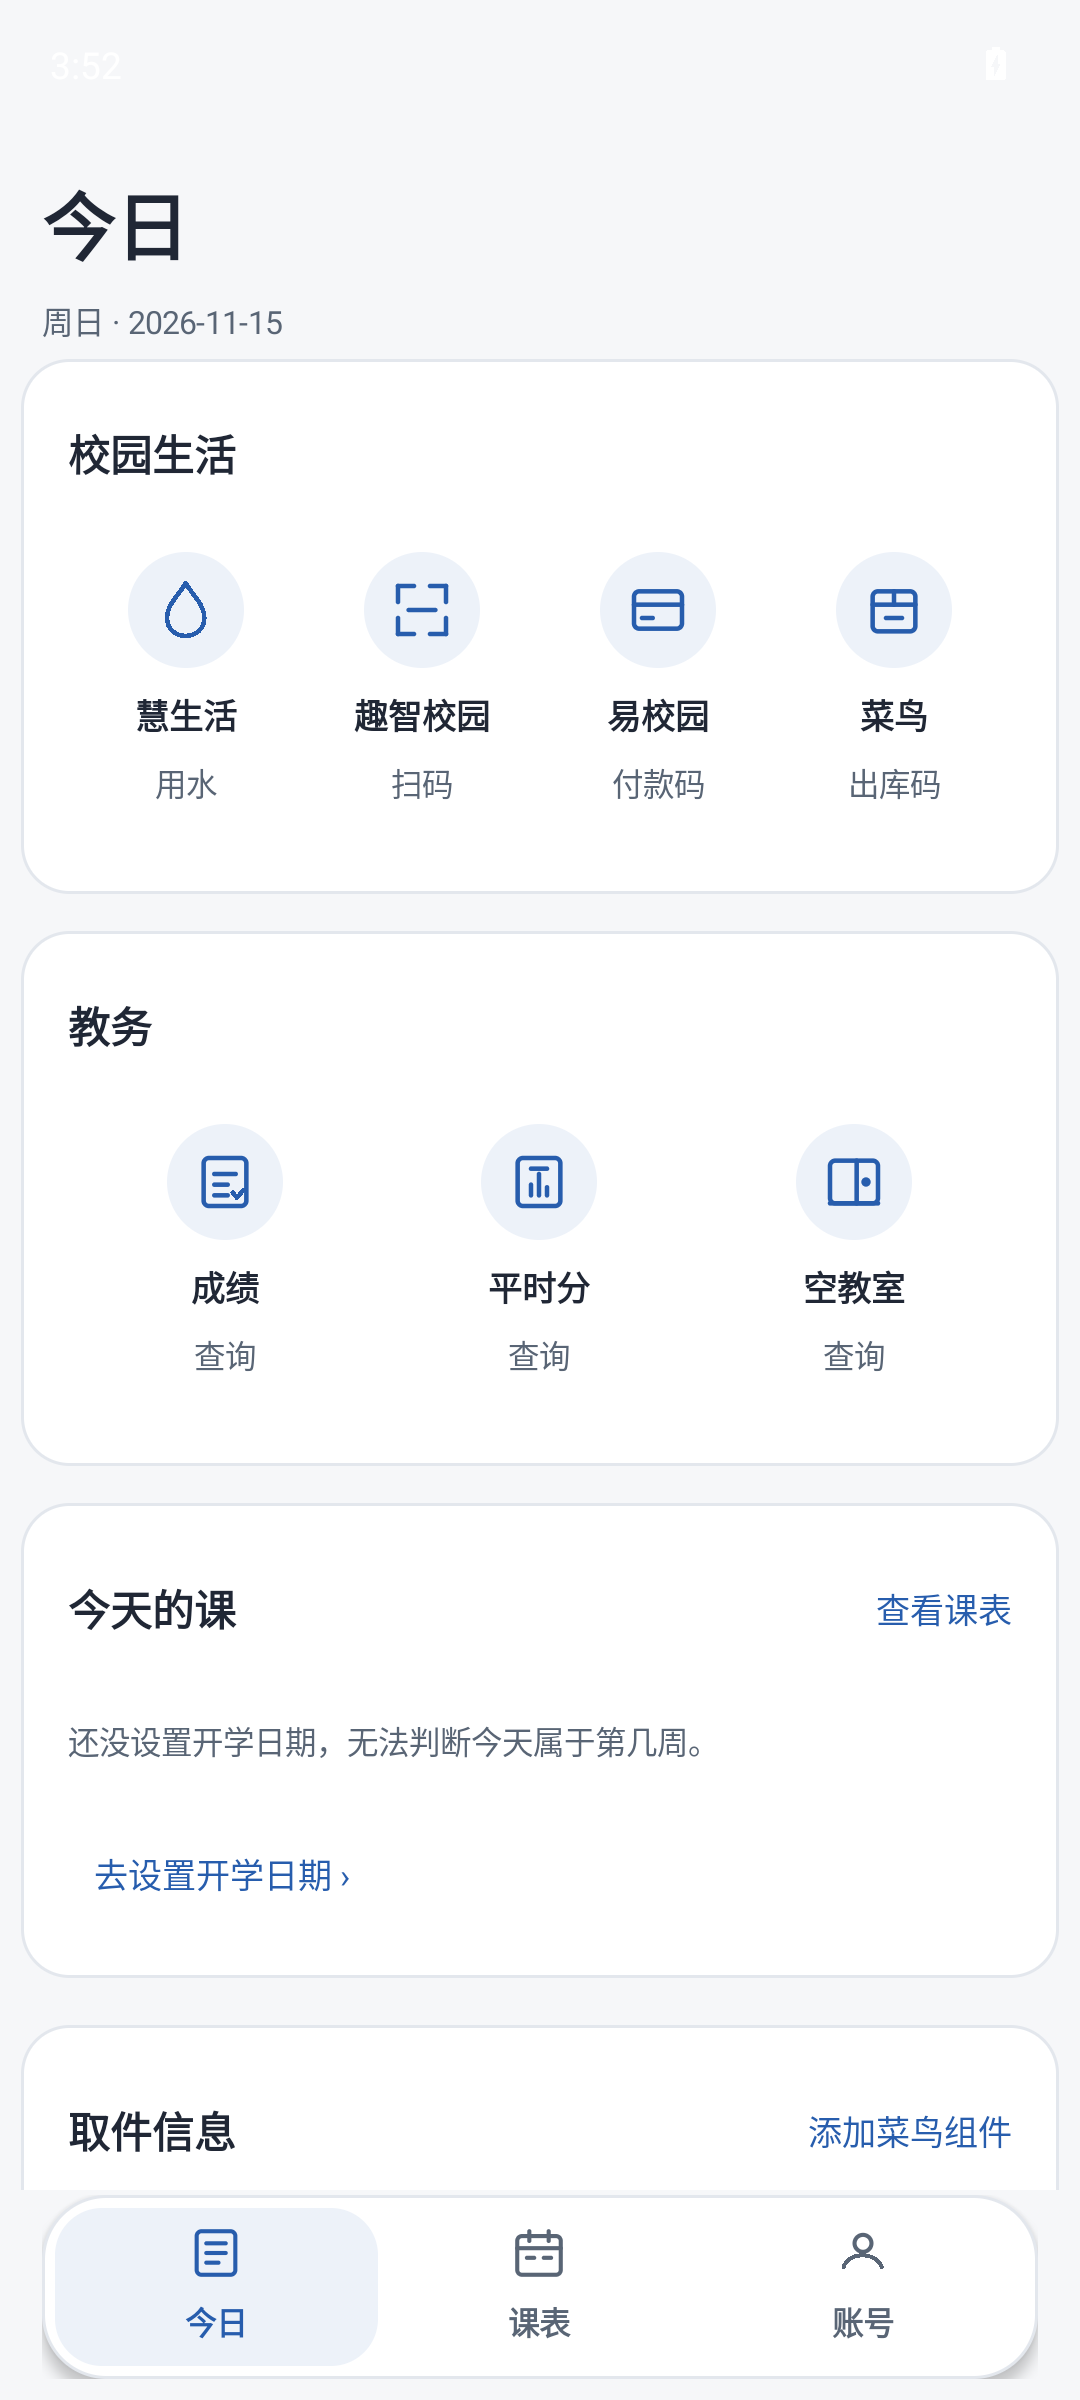 3:52
今日
周日 · 2026-11-15
校园生活
慧生活 趣智校园 易校园 菜鸟
用水 扫码 付款码 出库码
教务
成绩 平时分 空教室
查询 查询 查询
今天的课 查看课表
还没设置开学日期，无法判断今天属于第几周。
去设置开学日期 ›
取件信息 添加菜鸟组件
今日 课表 账号